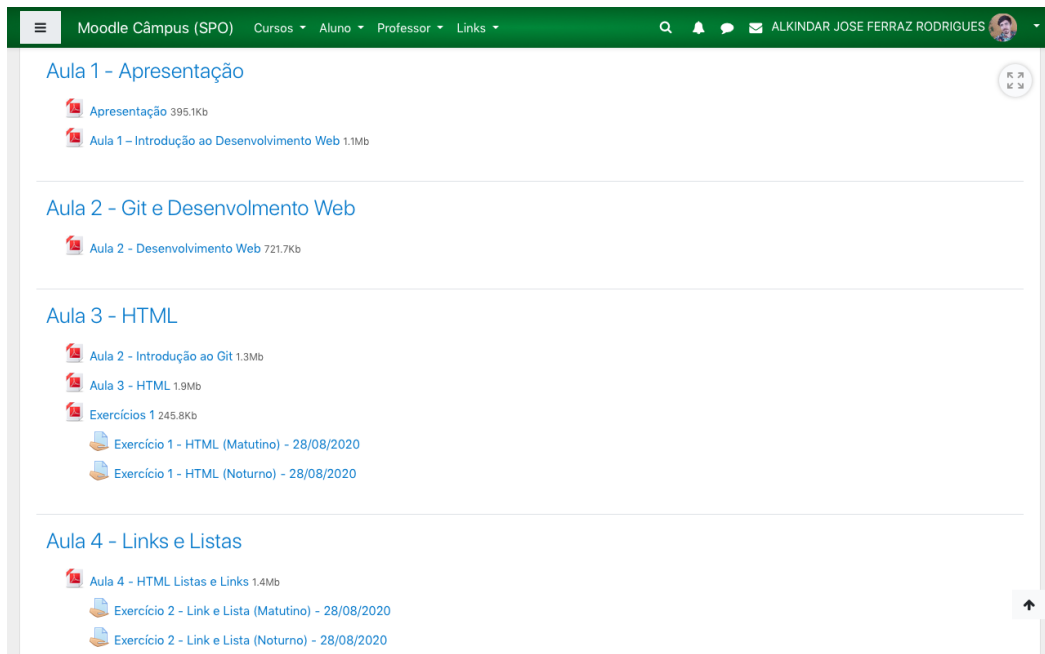 Moodle Câmpus (SPO) Cursos Aluno Professor Links ALKINDAR JOSE FERRAZ RODRIGUES
Aula 1 - Apresentação
Apresentação 395.1Kb
Aula 1 – Introdução ao Desenvolvimento Web 1.1Mb
Aula 2 - Git e Desenvolmento Web
Aula 2 - Desenvolvimento Web 721.7Kb
Aula 3 - HTML
Aula 2 - Introdução ao Git 1.3Mb
Aula 3 - HTML 1.9Mb
Exercícios 1 245.8Kb
Exercício 1 - HTML (Matutino) - 28/08/2020
Exercício 1 - HTML (Noturno) - 28/08/2020
Aula 4 - Links e Listas
Aula 4 - HTML Listas e Links 1.4Mb
Exercício 2 - Link e Lista (Matutino) - 28/08/2020
Exercício 2 - Link e Lista (Noturno) - 28/08/2020